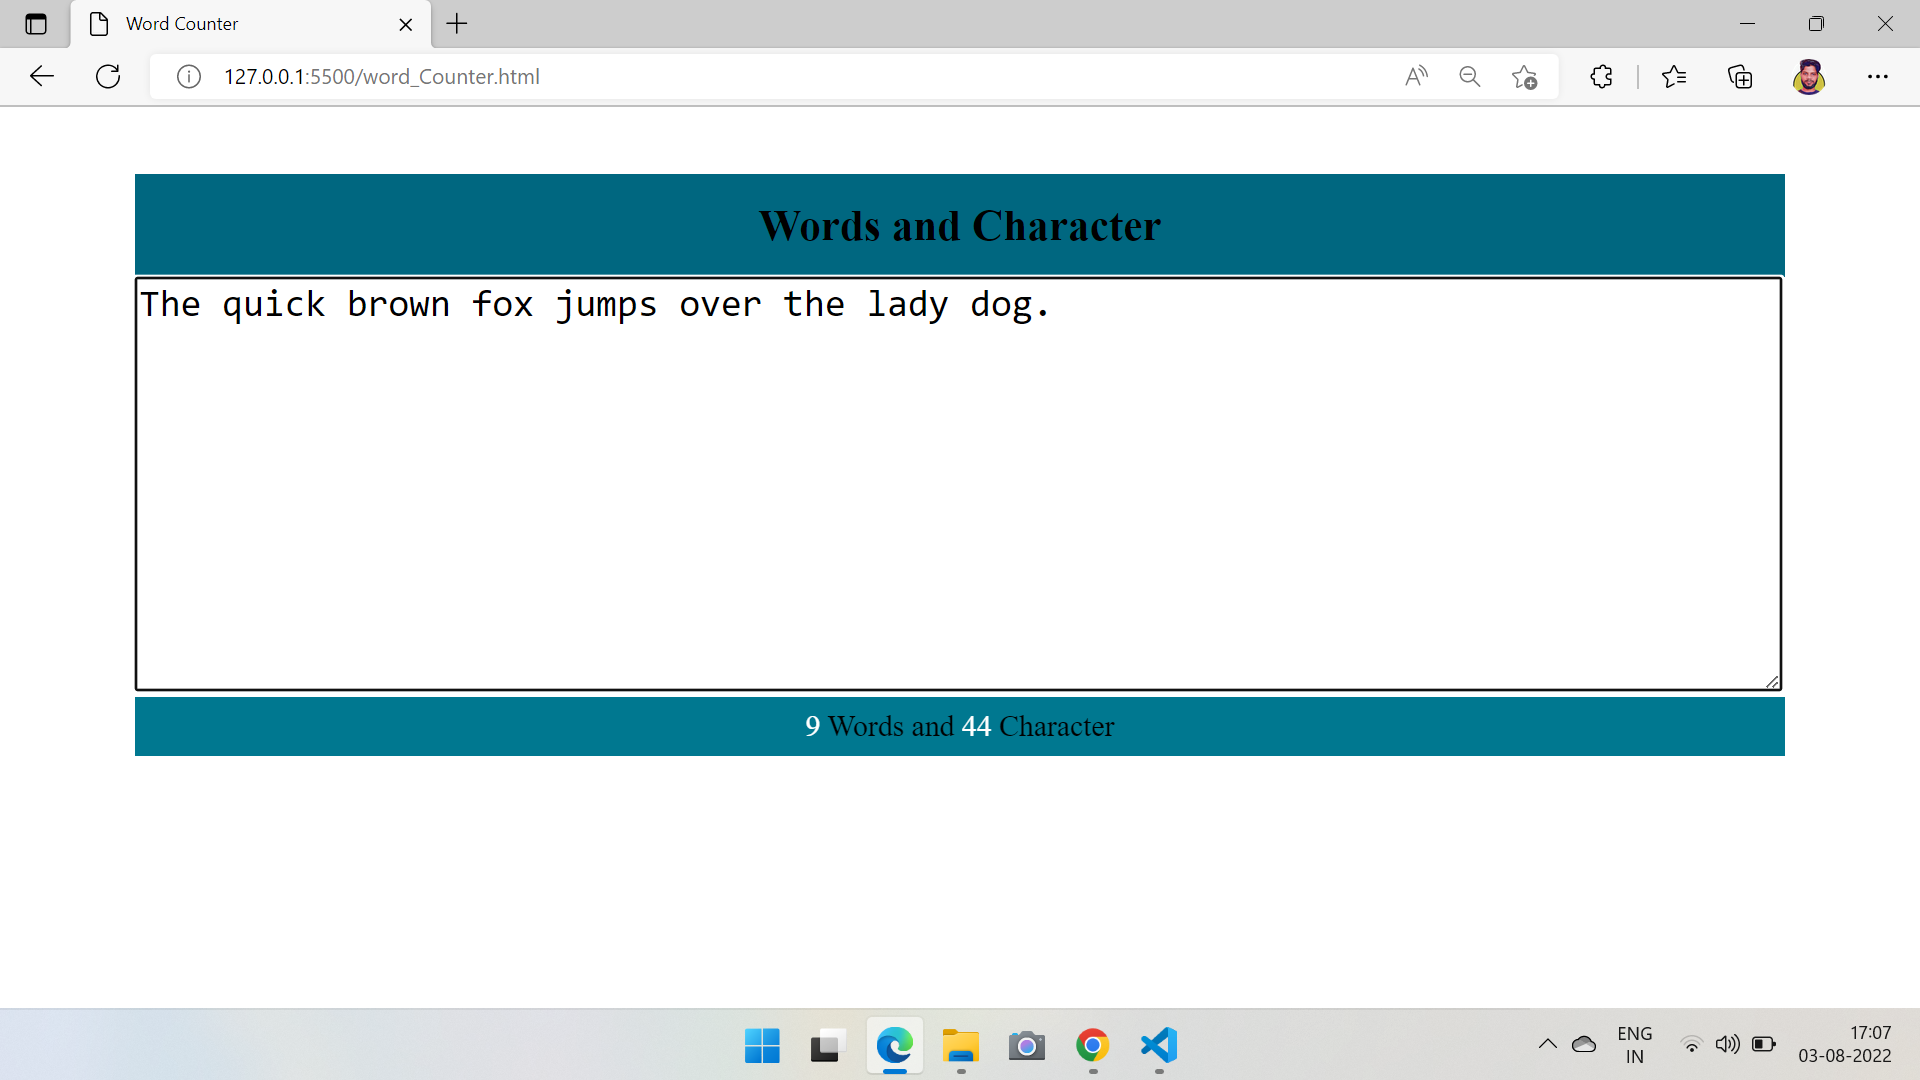 Word Counter
127.0.0.1:5500/word_Counter.html
Words and Character
The quick brown fox jumps over the lady dog.
9 Words and 44 Character
ENG
IN
17:07
03-08-2022